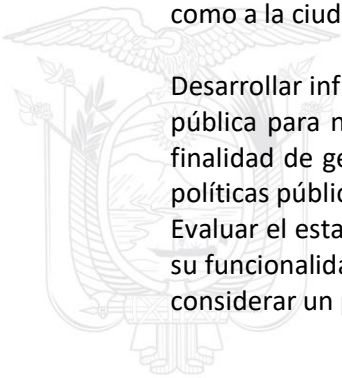 como a la ciud
Desarrollar inf
pública para n
finalidad de ge
políticas públic
Evaluar el esta
su funcionalida
considerar un